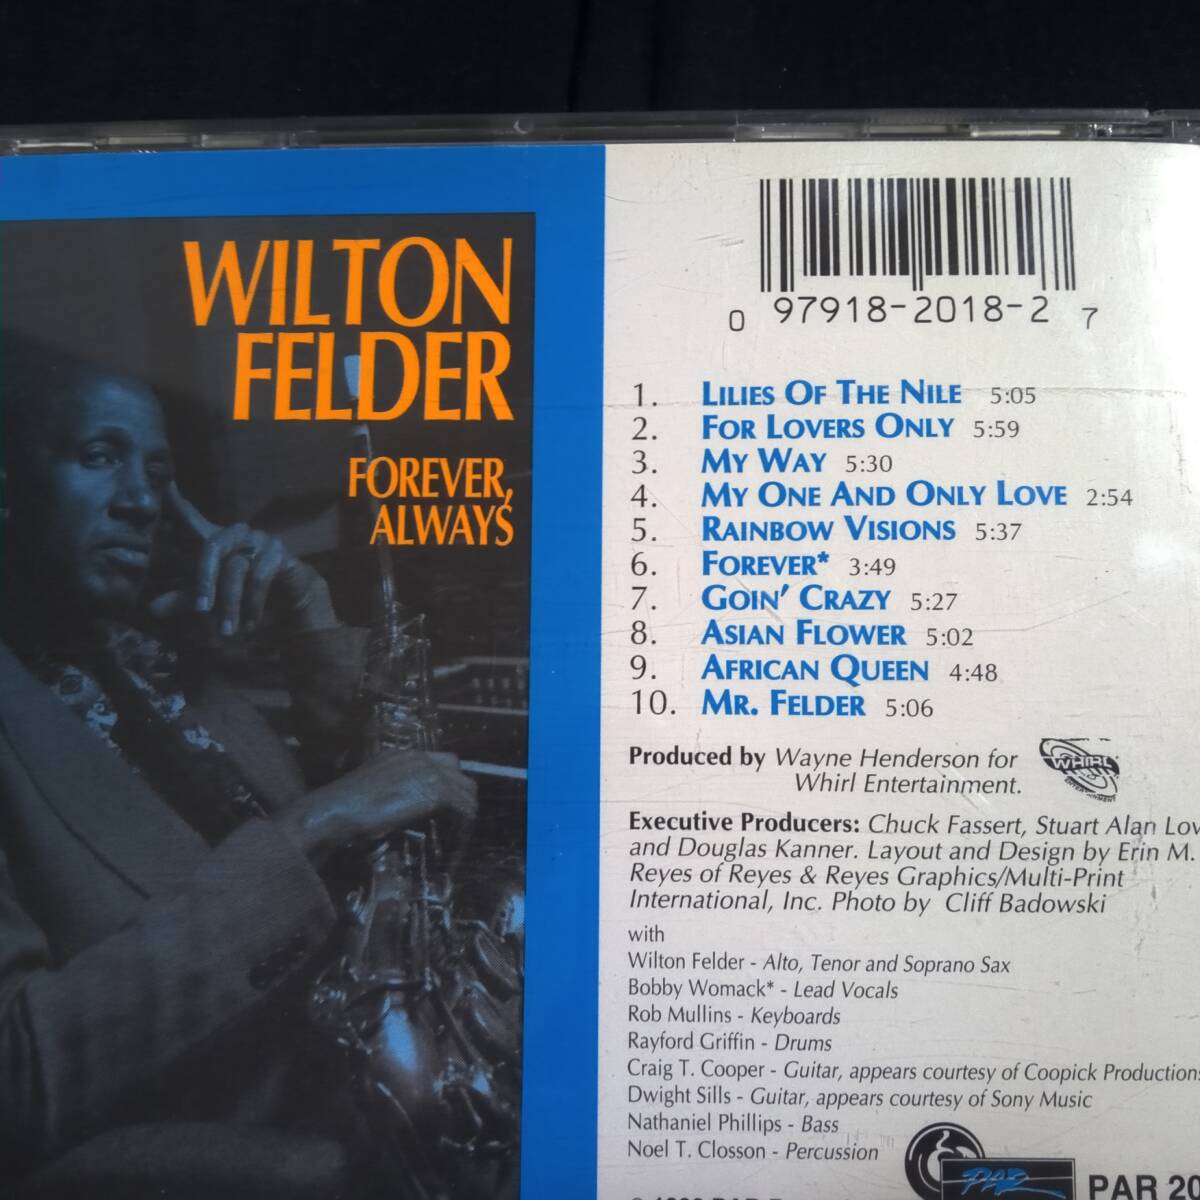 WILTON
FELDER
FOREVER,
ALWAYS
0 97918-2018-2 7
1. LILIES OF THE NILE 5:05
2. FOR LOVERS ONLY 5:59
3. MY WAY 5:30
4. MY ONE AND ONLY LOVE 2:54
5. RAINBOW VISIONS 5:37
6. FOREVER* 3:49
7. GOIN' CRAZY 5:27
8. ASIAN FLOWER 5:02
9. AFRICAN QUEEN 4:48
10. MR. FELDER 5:06
Produced by Wayne Henderson for
Whirl Entertainment.
WHIRL
ENTERTAINMENT
Executive Producers: Chuck Fassert, Stuart Alan Lov
and Douglas Kanner. Layout and Design by Erin M.
Reyes of Reyes & Reyes Graphics/Multi-Print
International, Inc. Photo by Cliff Badowski
with
Wilton Felder - Alto, Tenor and Soprano Sax
Bobby Womack* - Lead Vocals
Rob Mullins - Keyboards
Rayford Griffin - Drums
Craig T. Cooper - Guitar, appears courtesy of Coopick Productions
Dwight Sills - Guitar, appears courtesy of Sony Music
Nathaniel Phillips - Bass
Noel T. Closson - Percussion
PAR
PAR 20